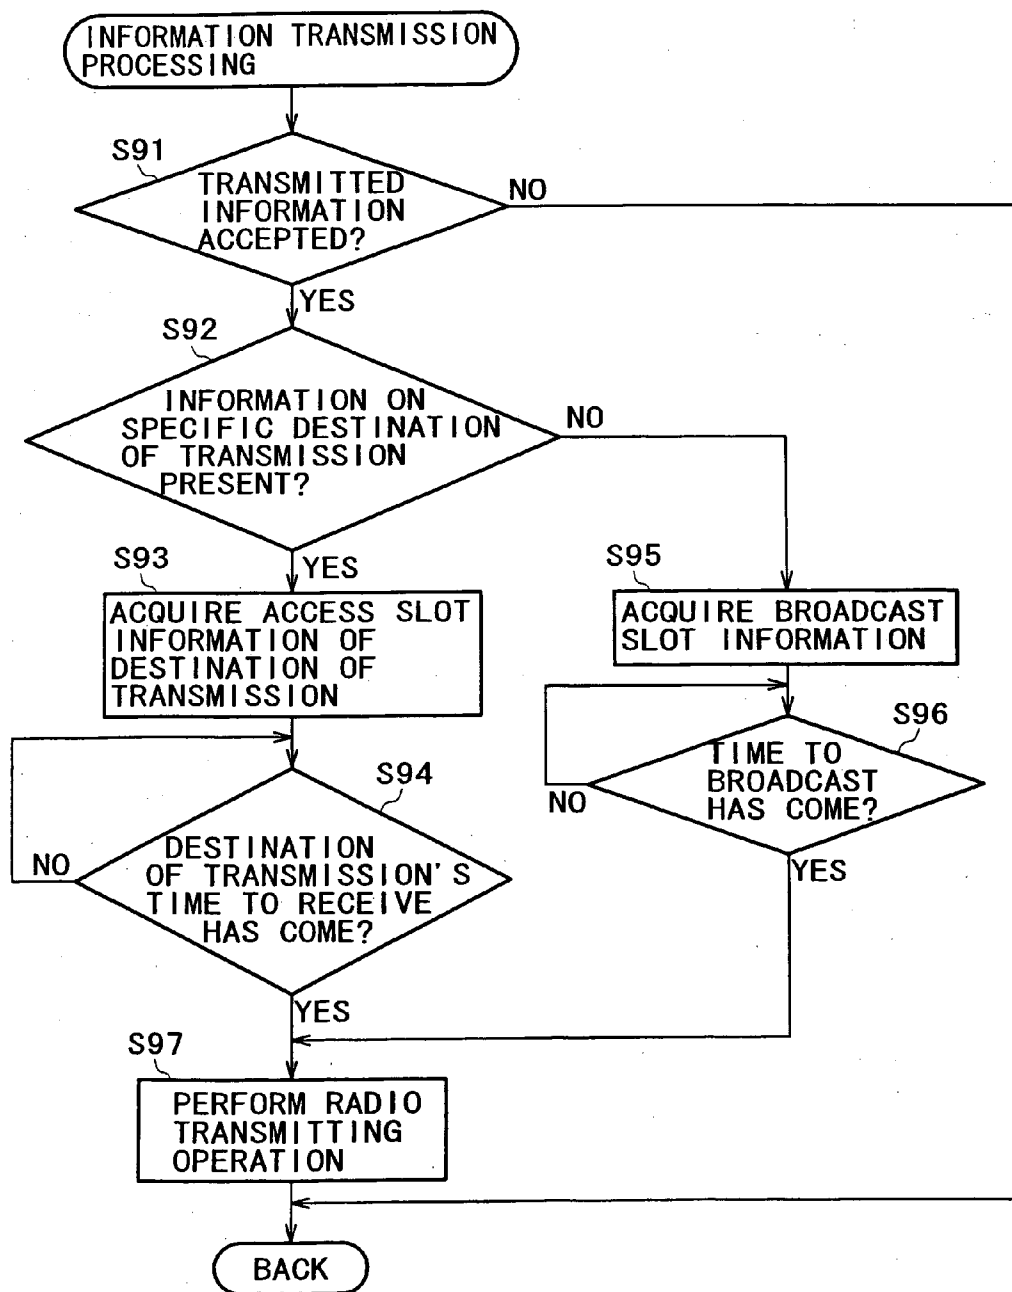 INFORMATION TRANSMISSION
PROCESSING
S91
TRANSMITTED
INFORMATION
ACCEPTED?
NO
YES
S92
INFORMATION ON
SPECIFIC DESTINATION
OF TRANSMISSION
PRESENT?
NO
YES
S93
ACQUIRE ACCESS SLOT
INFORMATION OF
DESTINATION OF
TRANSMISSION
S95
ACQUIRE BROADCAST
SLOT INFORMATION
S96
TIME TO
BROADCAST
HAS COME?
NO
YES
S94
DESTINATION
OF TRANSMISSION'S
TIME TO RECEIVE
HAS COME?
NO
YES
S97
PERFORM RADIO
TRANSMITTING
OPERATION
BACK